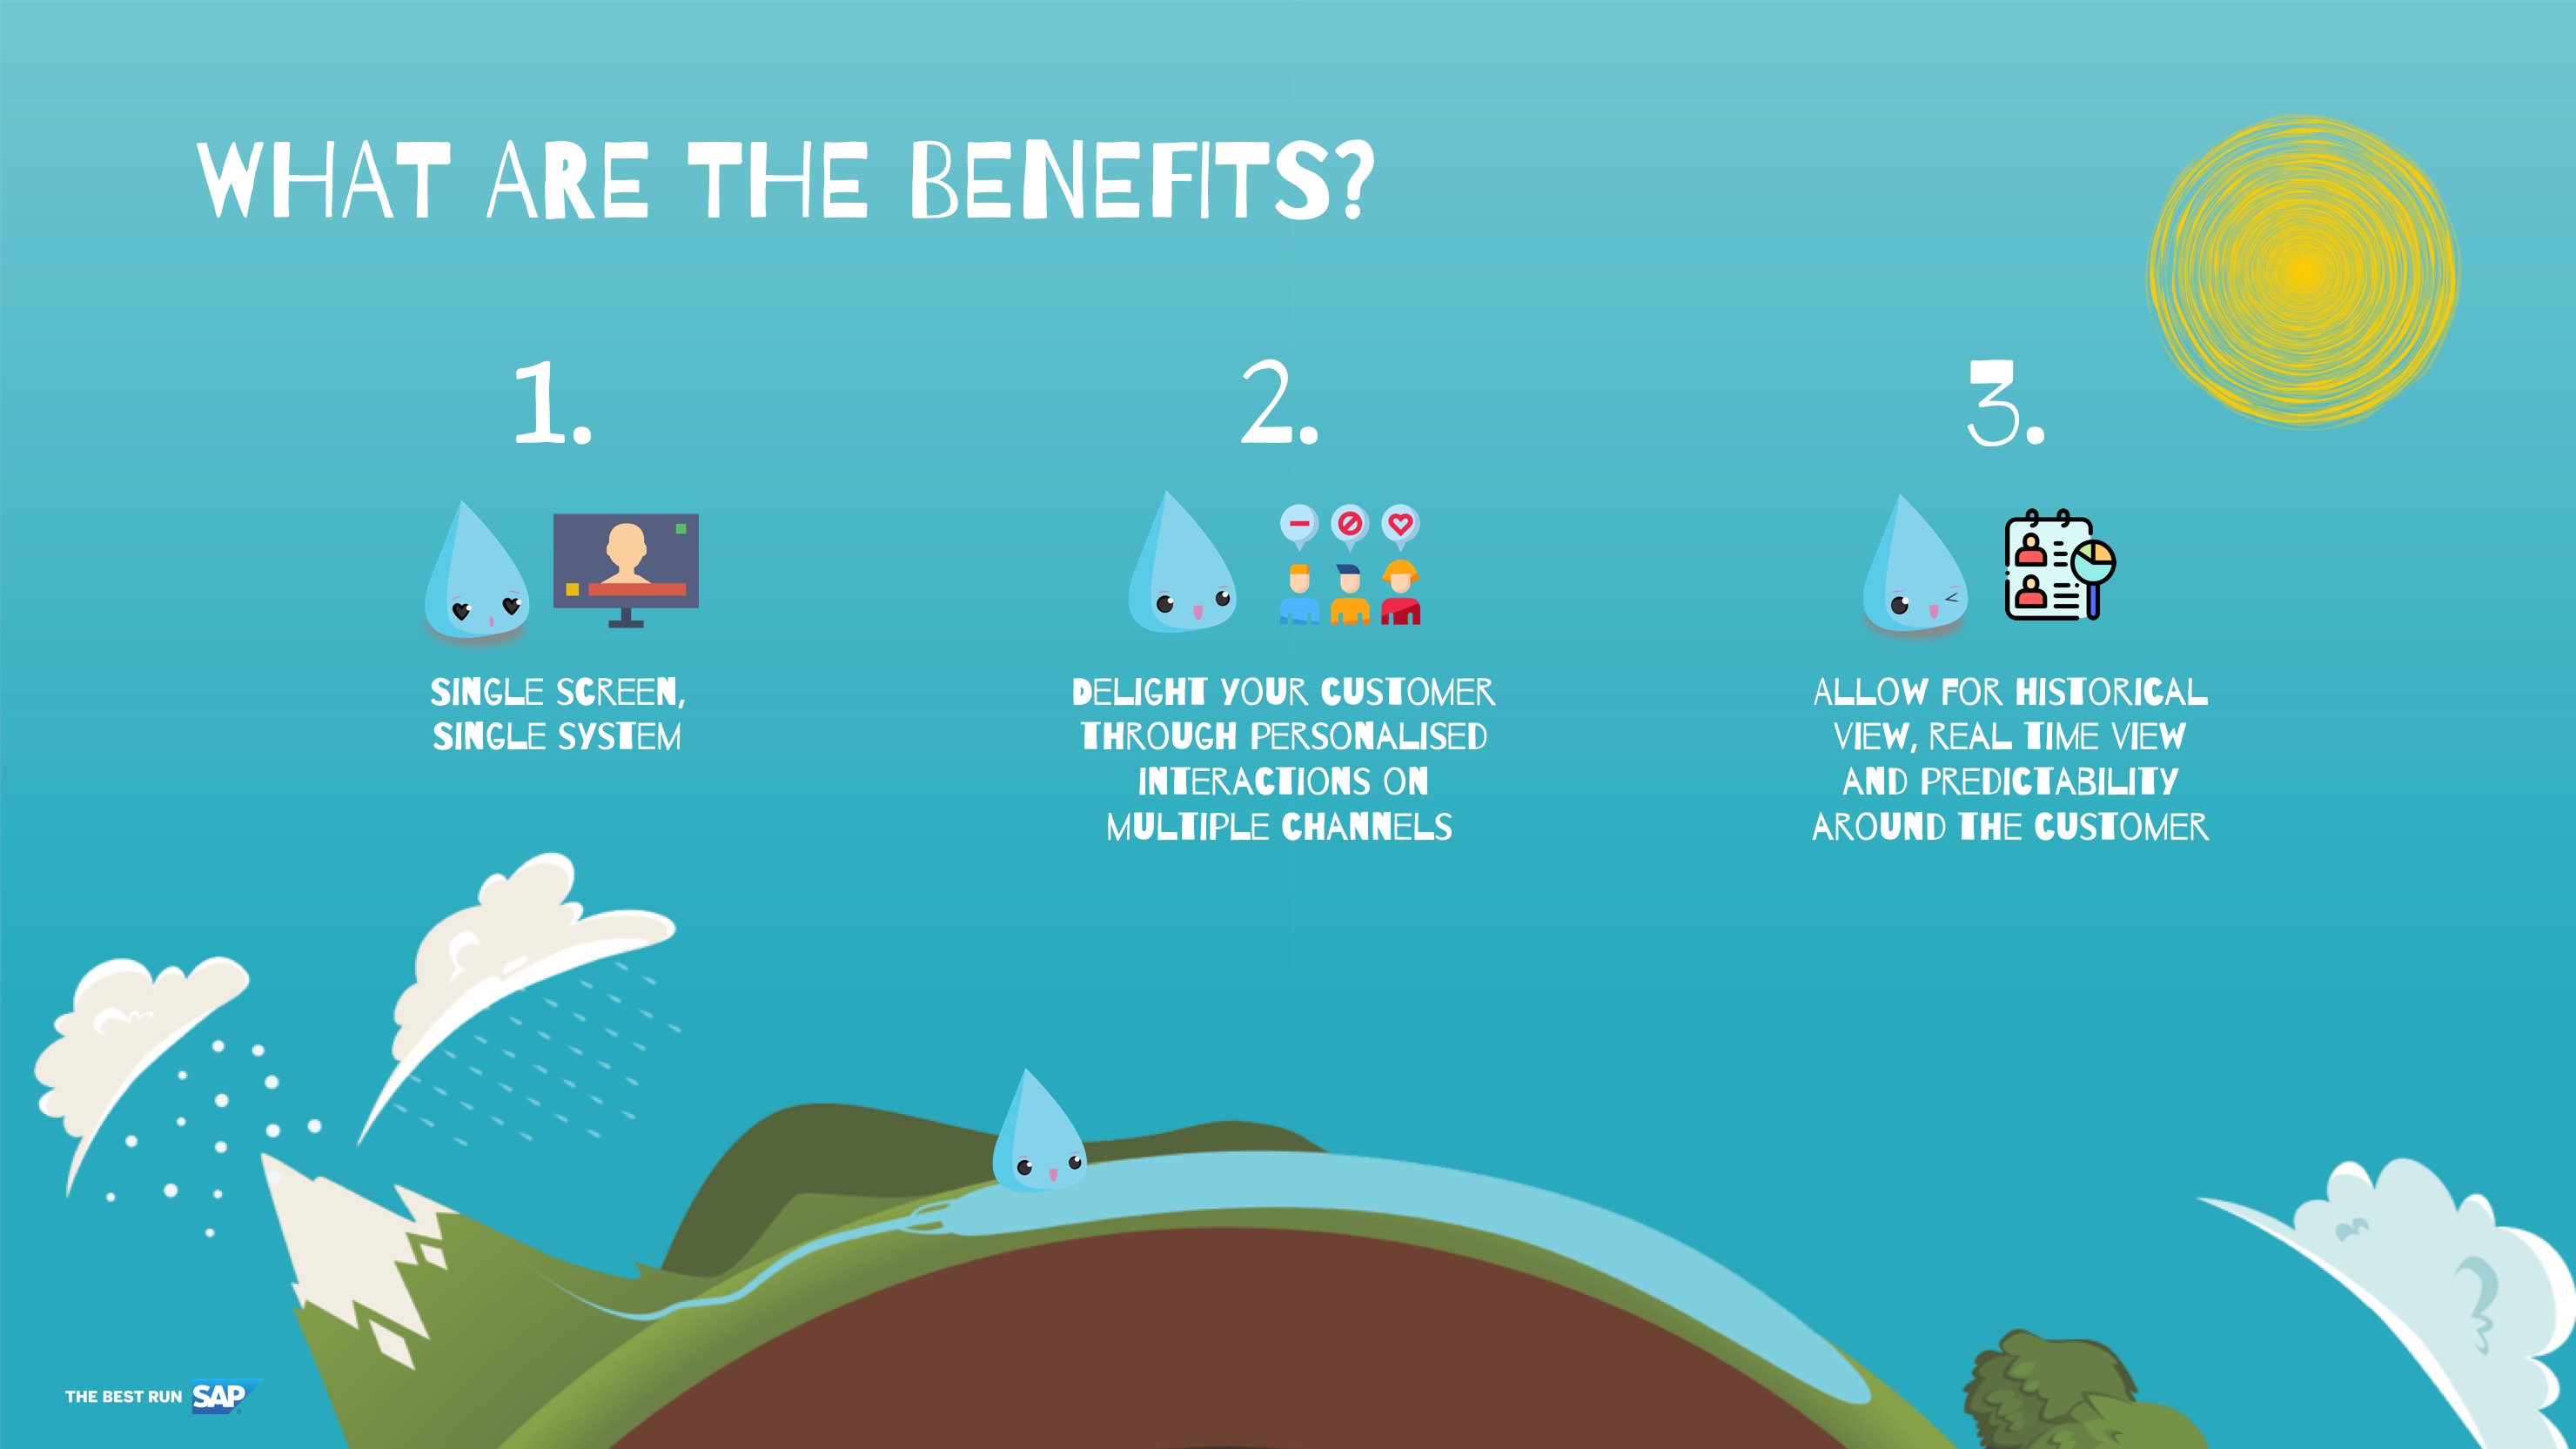 WHAT ARE THE BENEFITS?
1.
SINGLE SCREEN,
SINGLE SYSTEM
2.
DELIGHT YOUR CUSTOMER
THROUGH PERSONALISED
INTERACTIONS ON
MULTIPLE CHANNELS
3.
ALLOW FOR HISTORICAL
VIEW, REAL TIME VIEW
AND PREDICTABILITY
AROUND THE CUSTOMER
THE BEST RUN SAP